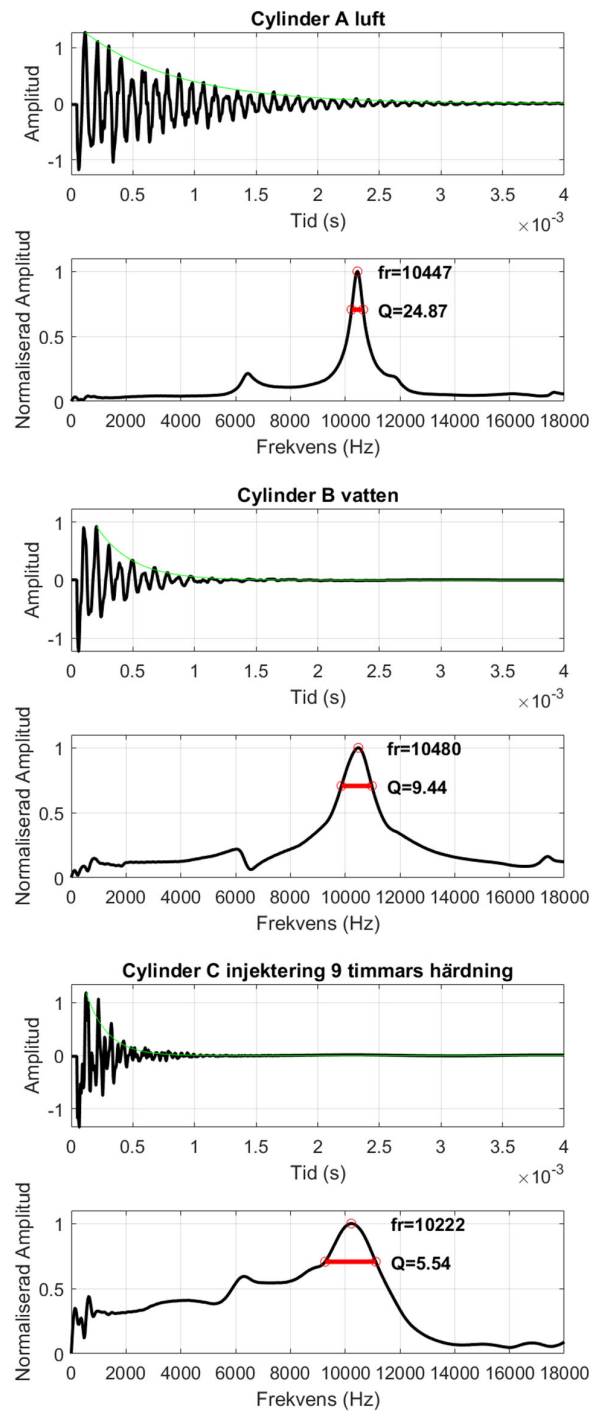 Cylinder A luft
Amplitud
1
0
-1
0 0.5 1 1.5 2 2.5 3 3.5 4
Tid (s)
×10⁻³
Normaliserad Amplitud
1
0.5
0
fr=10447
Q=24.87
0 2000 4000 6000 8000 10000 12000 14000 16000 18000
Frekvens (Hz)
Cylinder B vatten
Amplitud
1
0
-1
0 0.5 1 1.5 2 2.5 3 3.5 4
Tid (s)
×10⁻³
Normaliserad Amplitud
1
0.5
0
fr=10480
Q=9.44
0 2000 4000 6000 8000 10000 12000 14000 16000 18000
Frekvens (Hz)
Cylinder C injektering 9 timmars härdning
Amplitud
1
0
-1
0 0.5 1 1.5 2 2.5 3 3.5 4
Tid (s)
×10⁻³
Normaliserad Amplitud
1
0.5
0
fr=10222
Q=5.54
0 2000 4000 6000 8000 10000 12000 14000 16000 18000
Frekvens (Hz)